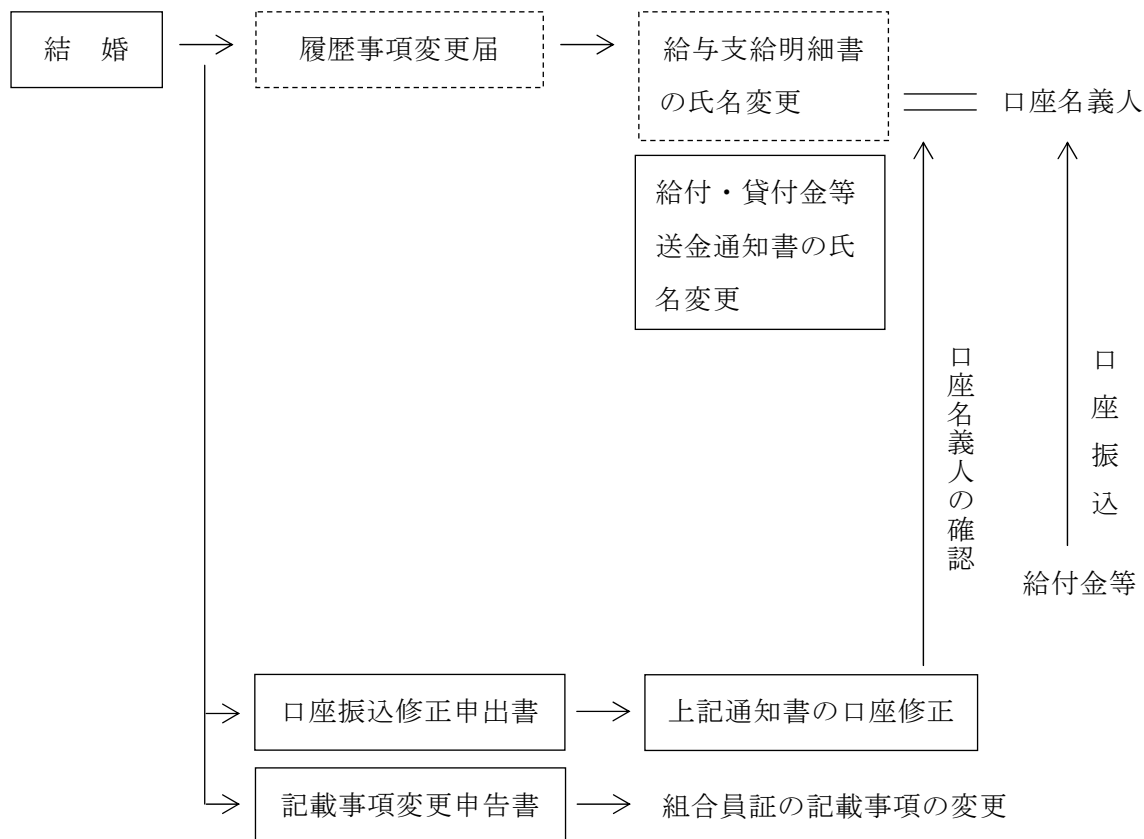 結　婚
履歴事項変更届
給与支給明細書
の氏名変更
口座名義人
給付・貸付金等
送金通知書の氏
名変更
口座名義人の確認
口座振込
給付金等
口座振込修正申出書
上記通知書の口座修正
記載事項変更申告書
組合員証の記載事項の変更